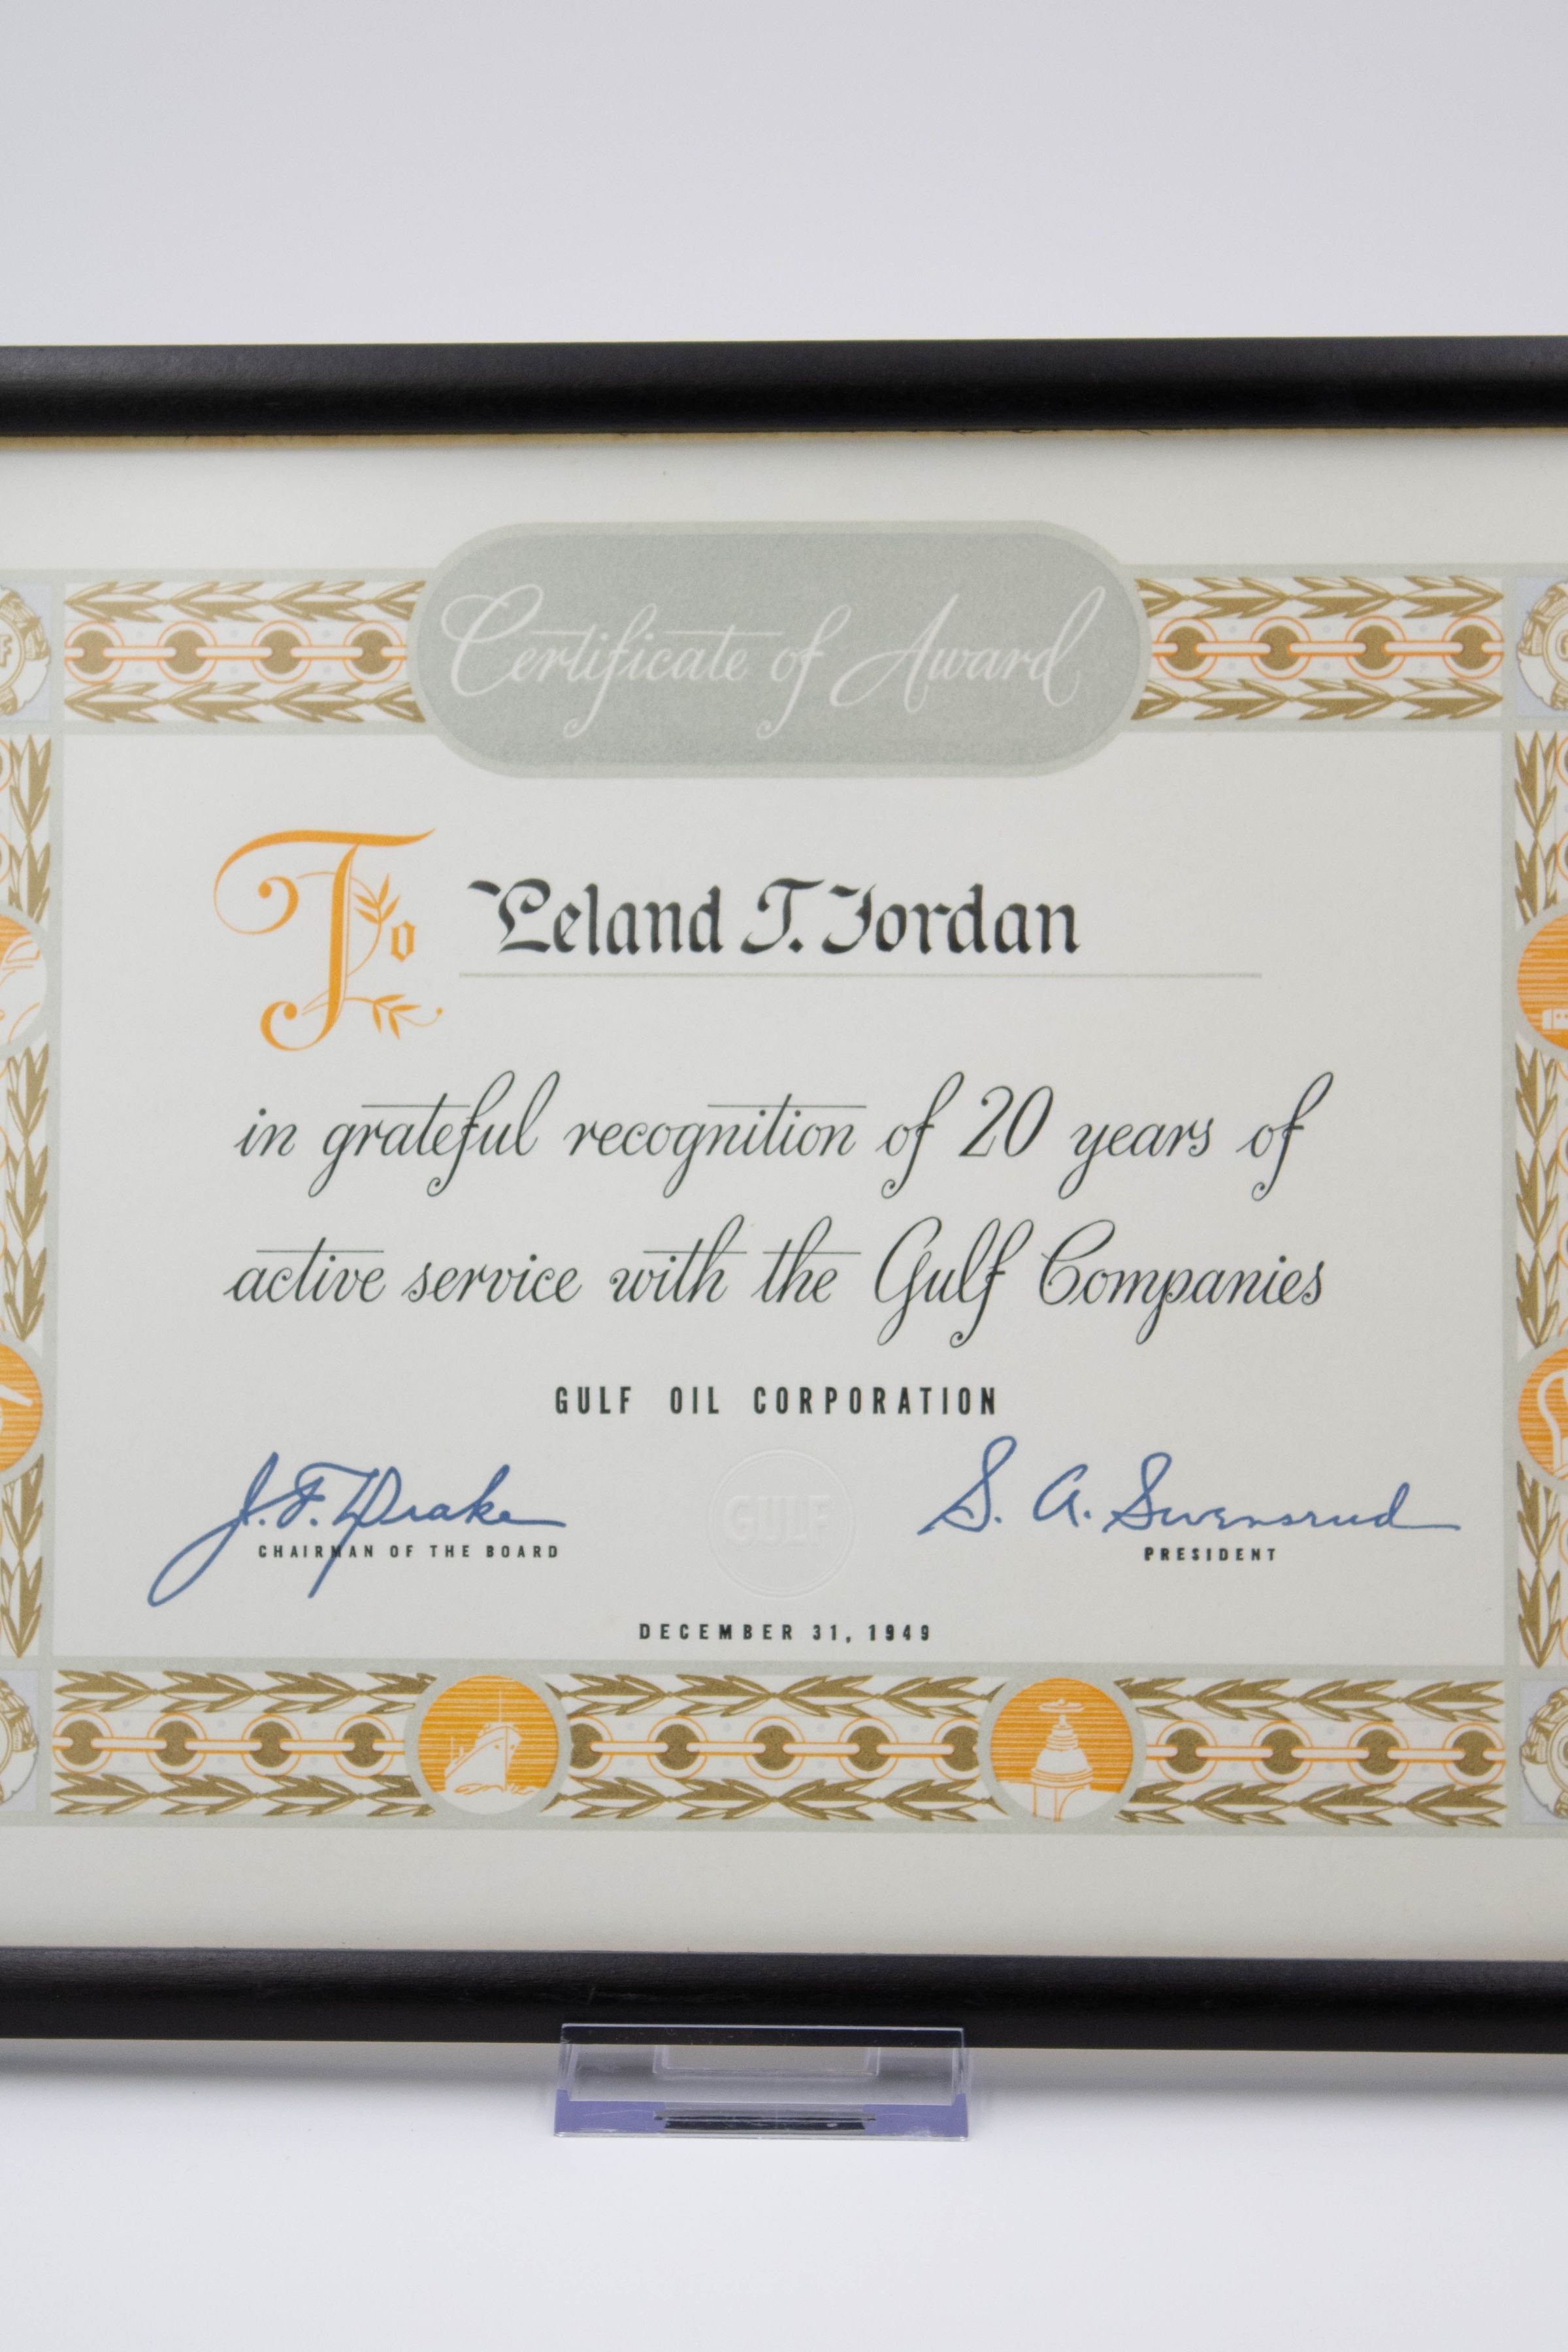 Certificate of Award
To Leland T. Jordan
in grateful recognition of 20 years of
active service with the Gulf Companies
GULF OIL CORPORATION
J. F. Drake
CHAIRMAN OF THE BOARD
GULF
S. A. Swensrud
PRESIDENT
DECEMBER 31, 1949